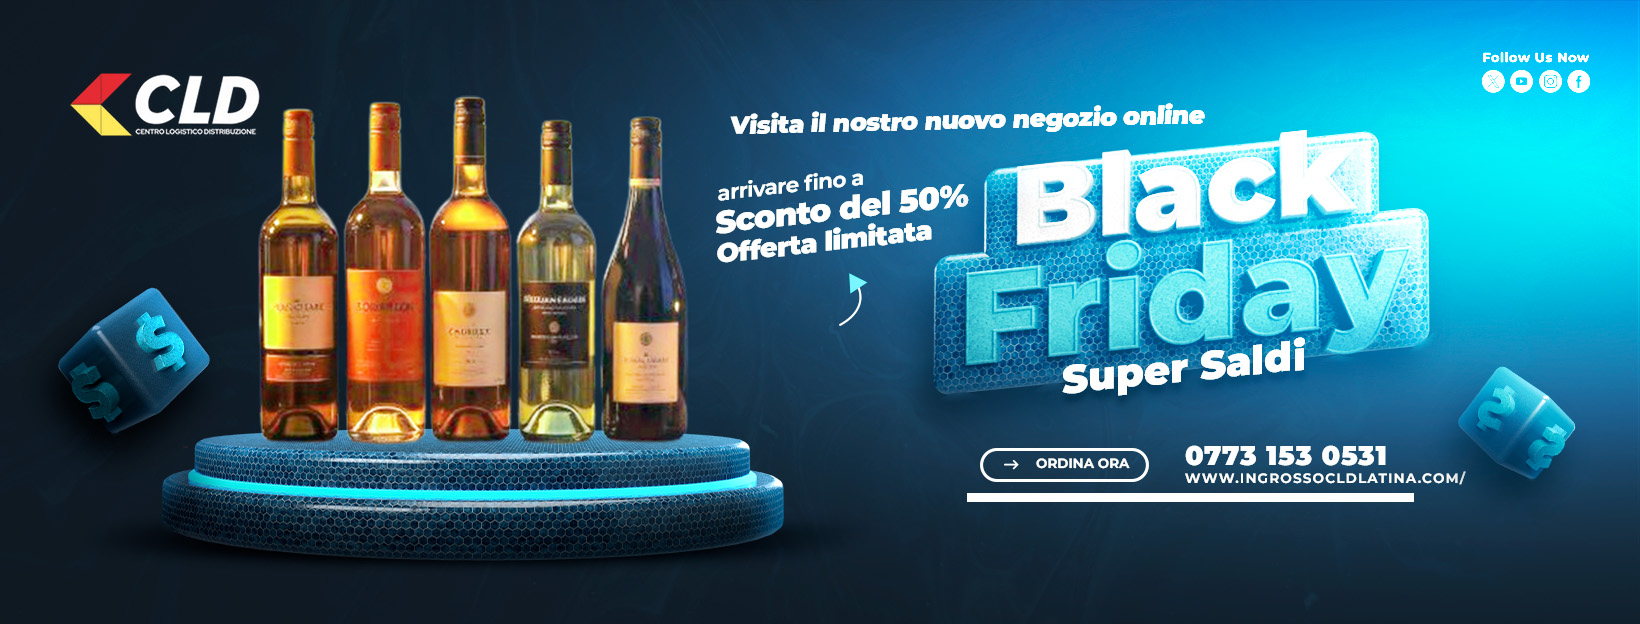 CLD
CENTRO LOGISTICO DISTRIBUZIONE
Follow Us Now
Visita il nostro nuovo negozio online
arrivare fino a
Sconto del 50%
Offerta limitata
Black
Friday
Super Saldi
$
$
→ ORDINA ORA
0773 153 0531
WWW.INGROSSOCLDLATINA.COM/